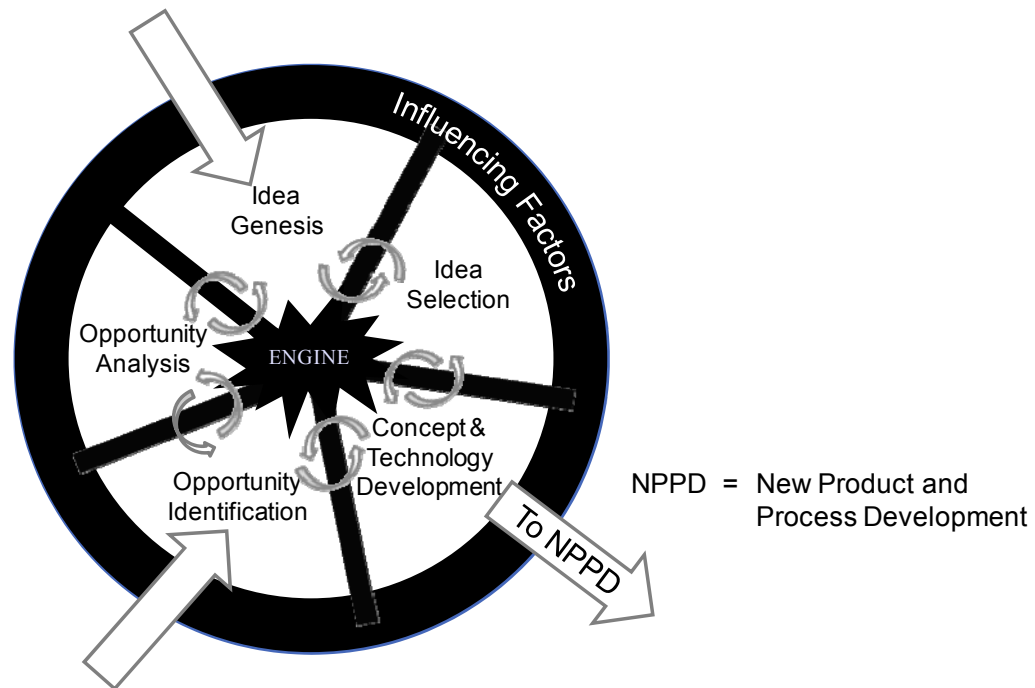 Influencing Factors
Idea
Genesis
Idea
Selection
Opportunity
Analysis
ENGINE
Concept &
Technology
Development
Opportunity
Identification
To NPPD
NPPD = New Product and
Process Development